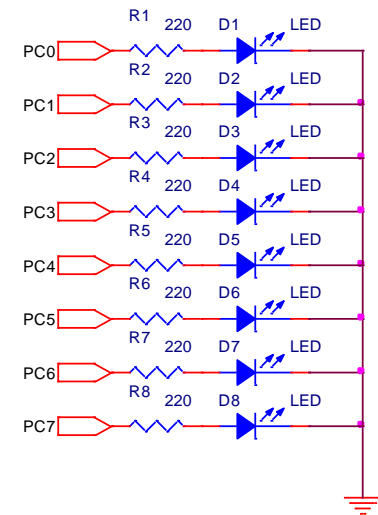 R1 220 D1 LED
PC0
R2 220 D2 LED
PC1
R3 220 D3 LED
PC2
R4 220 D4 LED
PC3
R5 220 D5 LED
PC4
R6 220 D6 LED
PC5
R7 220 D7 LED
PC6
R8 220 D8 LED
PC7